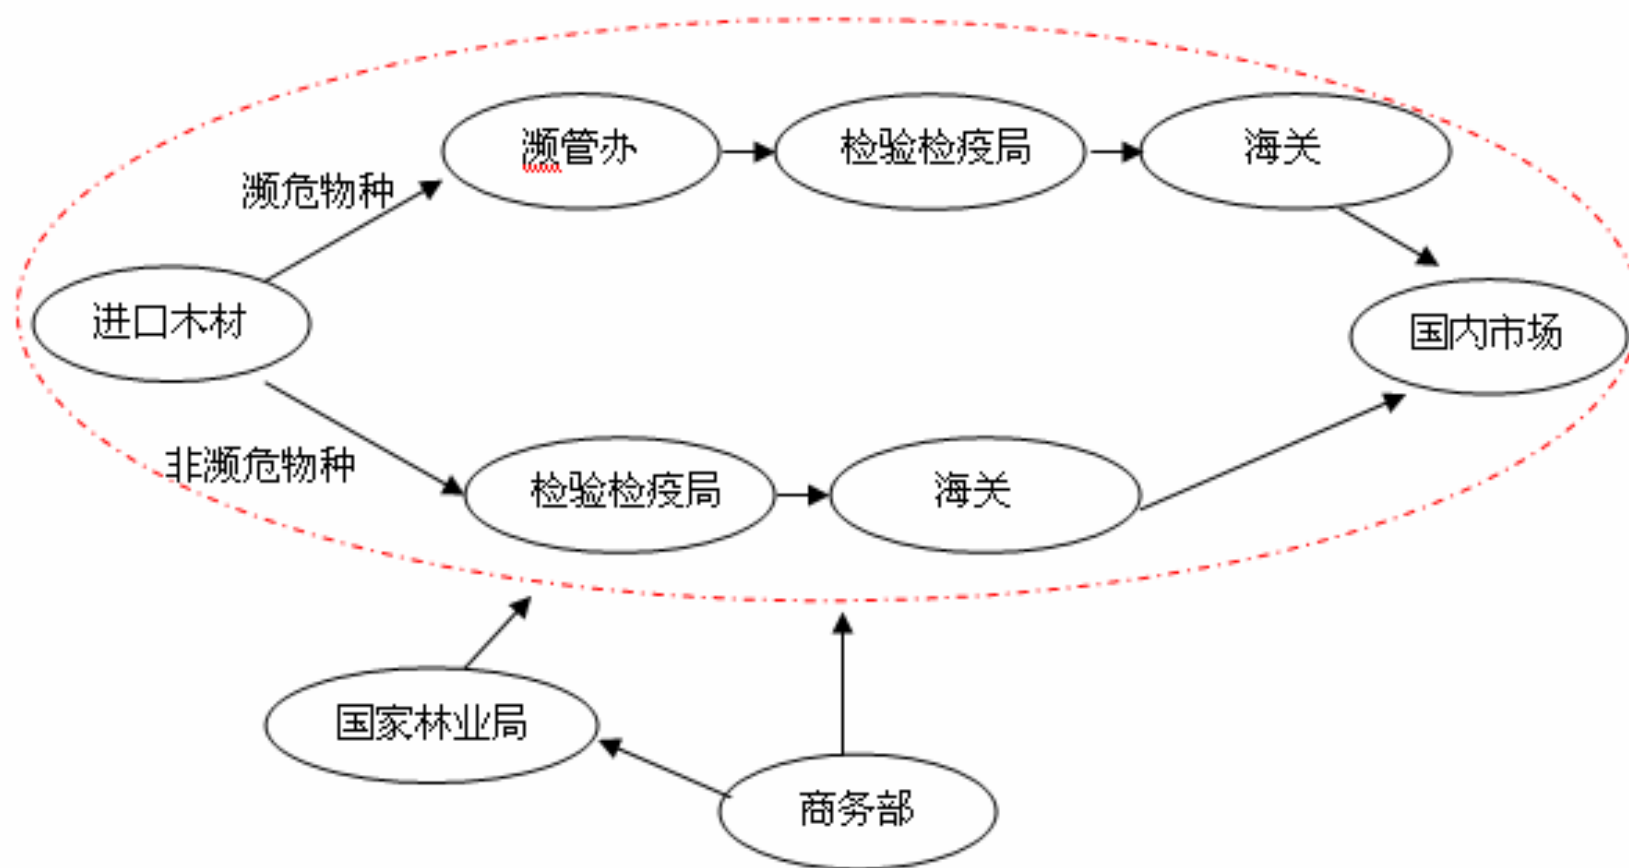 濒管办
检验检疫局
海关
濒危物种
进口木材
国内市场
非濒危物种
检验检疫局
海关
国家林业局
商务部